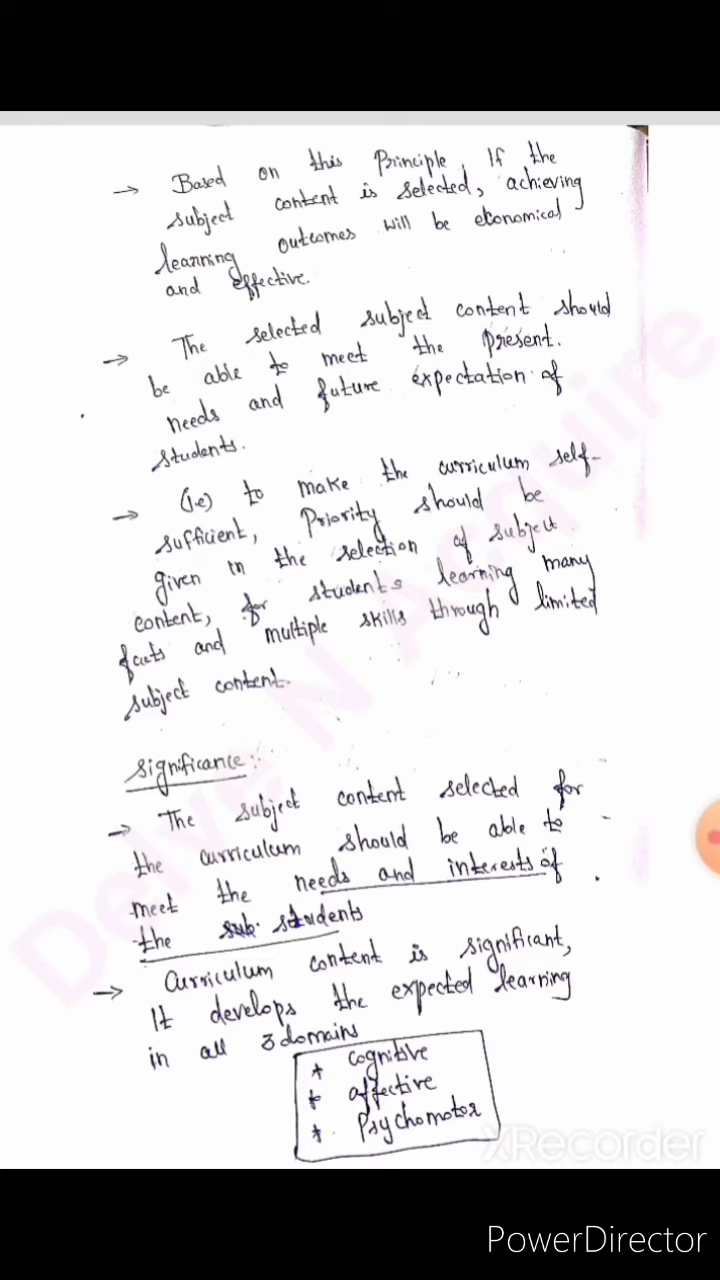 → Based on this Principle, If the
subject content is selected, achieving
learning outcomes will be economical
and effective.
→ The selected subject content should
be able to meet the present.
needs and future expectation of
students.
→ (i.e) to make the curriculum self-
sufficient, Priority should be
given in the selection of subject
content, for students learning many
facts and multiple skills through limited
subject content.
Significance:
→ The subject content selected for
the curriculum should be able to
meet the needs and interests of
the sub. students
→ Curriculum content is significant,
It develops the expected learning
in all 3 domains
* cognitive
* affective
* Psychomotor
Delva N Acquire
XRecorder
PowerDirector